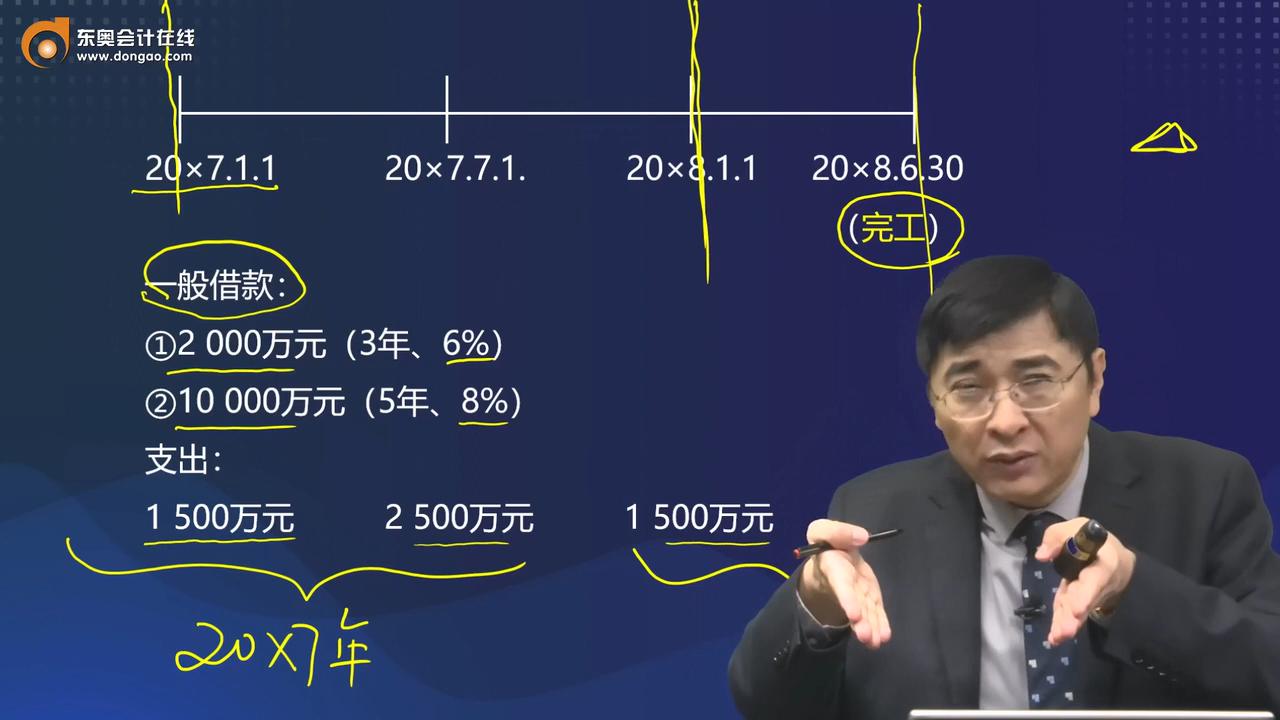 东奥会计在线
www.dongao.com
20×7.1.1 20×7.7.1. 20×8.1.1 20×8.6.30
(完工)
一般借款：
①2 000万元（3年、6%）
②10 000万元（5年、8%）
支出：
1 500万元 2 500万元 1 500万元
20×7年